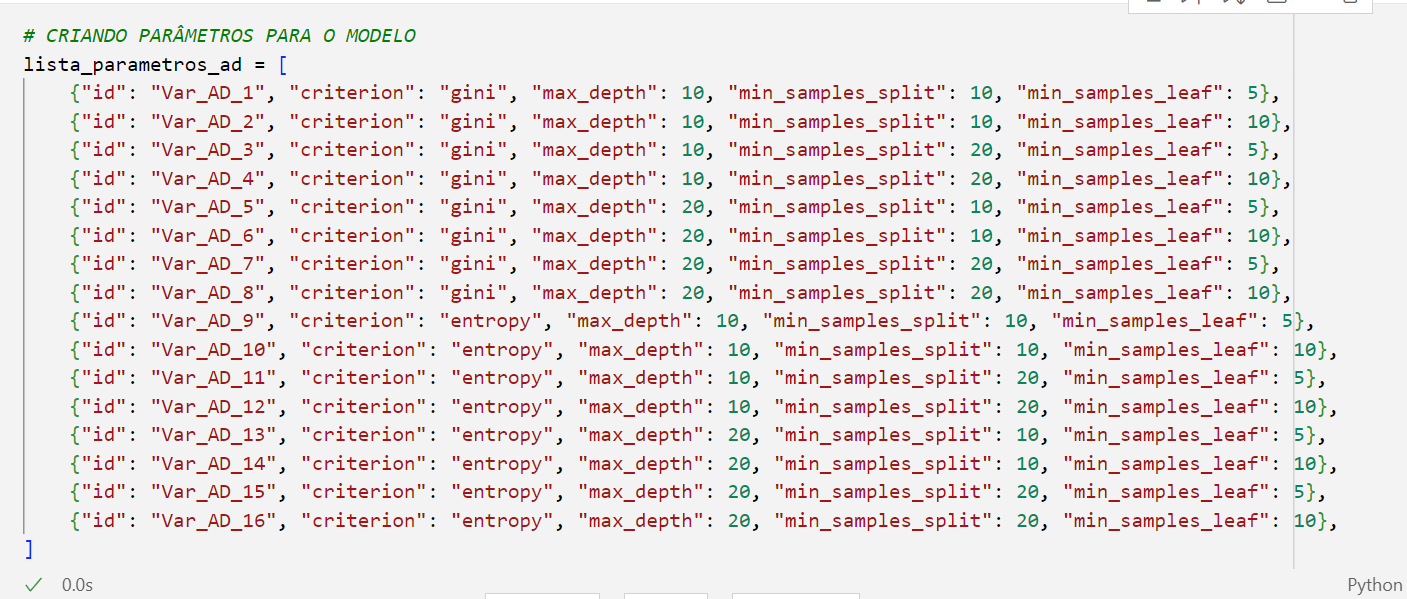 # CRIANDO PARÂMETROS PARA O MODELO
lista_parametros_ad = [
    {"id": "Var_AD_1", "criterion": "gini", "max_depth": 10, "min_samples_split": 10, "min_samples_leaf": 5},
    {"id": "Var_AD_2", "criterion": "gini", "max_depth": 10, "min_samples_split": 10, "min_samples_leaf": 10},
    {"id": "Var_AD_3", "criterion": "gini", "max_depth": 10, "min_samples_split": 20, "min_samples_leaf": 5},
    {"id": "Var_AD_4", "criterion": "gini", "max_depth": 10, "min_samples_split": 20, "min_samples_leaf": 10},
    {"id": "Var_AD_5", "criterion": "gini", "max_depth": 20, "min_samples_split": 10, "min_samples_leaf": 5},
    {"id": "Var_AD_6", "criterion": "gini", "max_depth": 20, "min_samples_split": 10, "min_samples_leaf": 10},
    {"id": "Var_AD_7", "criterion": "gini", "max_depth": 20, "min_samples_split": 20, "min_samples_leaf": 5},
    {"id": "Var_AD_8", "criterion": "gini", "max_depth": 20, "min_samples_split": 20, "min_samples_leaf": 10},
    {"id": "Var_AD_9", "criterion": "entropy", "max_depth": 10, "min_samples_split": 10, "min_samples_leaf": 5},
    {"id": "Var_AD_10", "criterion": "entropy", "max_depth": 10, "min_samples_split": 10, "min_samples_leaf": 10},
    {"id": "Var_AD_11", "criterion": "entropy", "max_depth": 10, "min_samples_split": 20, "min_samples_leaf": 5},
    {"id": "Var_AD_12", "criterion": "entropy", "max_depth": 10, "min_samples_split": 20, "min_samples_leaf": 10},
    {"id": "Var_AD_13", "criterion": "entropy", "max_depth": 20, "min_samples_split": 10, "min_samples_leaf": 5},
    {"id": "Var_AD_14", "criterion": "entropy", "max_depth": 20, "min_samples_split": 10, "min_samples_leaf": 10},
    {"id": "Var_AD_15", "criterion": "entropy", "max_depth": 20, "min_samples_split": 20, "min_samples_leaf": 5},
    {"id": "Var_AD_16", "criterion": "entropy", "max_depth": 20, "min_samples_split": 20, "min_samples_leaf": 10},
]
✓ 0.0s
Python